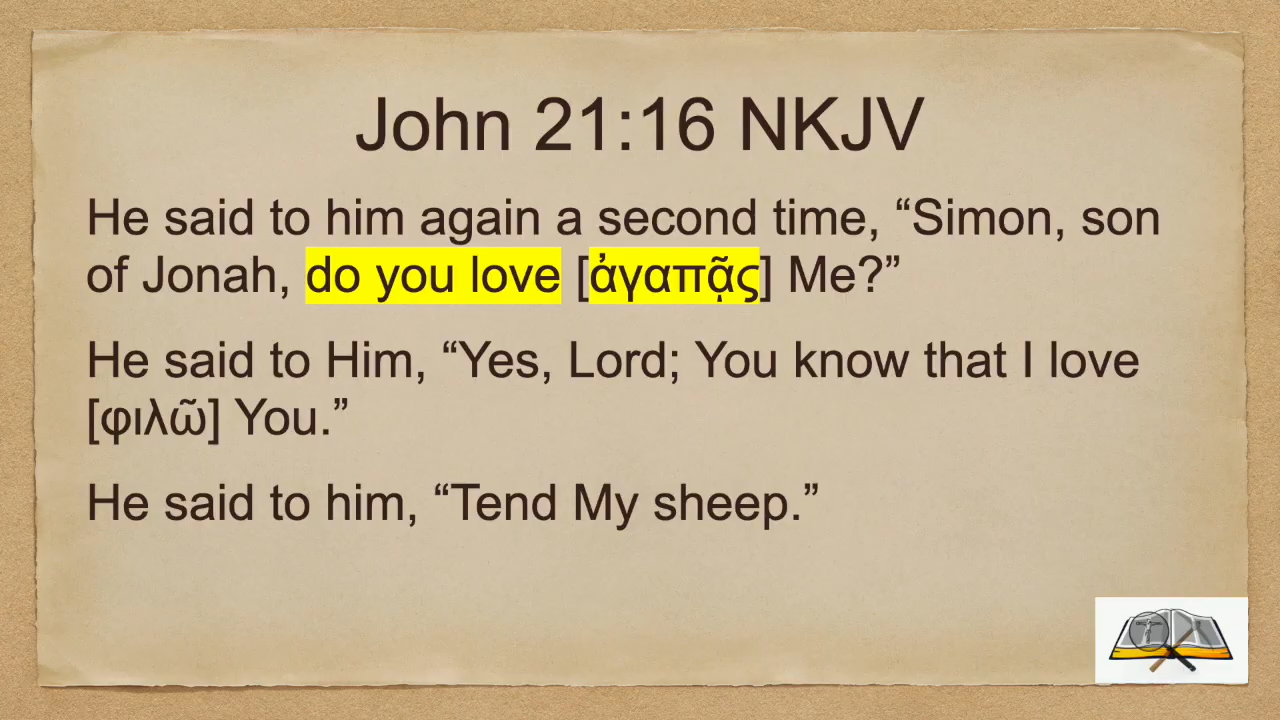 John 21:16 NKJV
He said to him again a second time, “Simon, son
of Jonah, do you love [ἀγαπᾷς] Me?”
He said to Him, “Yes, Lord; You know that I love
[φιλῶ] You.”
He said to him, “Tend My sheep.”